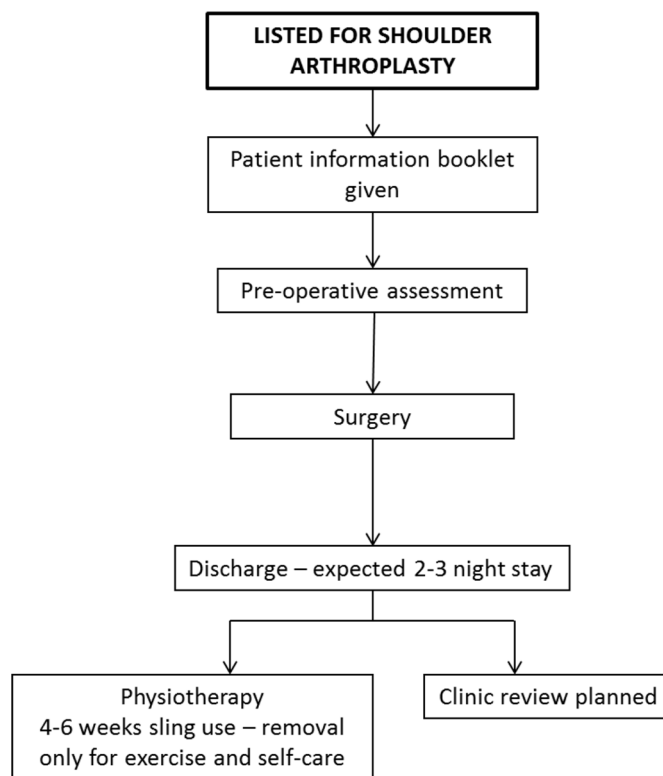 LISTED FOR SHOULDER
ARTHROPLASTY
Patient information booklet
given
Pre-operative assessment
Surgery
Discharge – expected 2-3 night stay
Physiotherapy
4-6 weeks sling use – removal
only for exercise and self-care
Clinic review planned